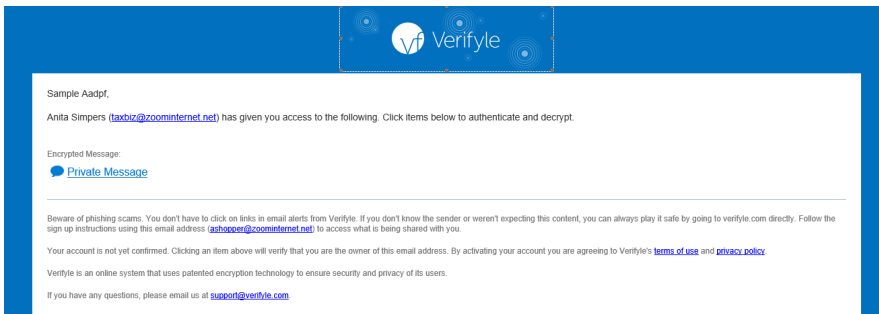 vf Verifyle
Sample Aadpf,
Anita Simpers (taxbiz@zoominternet.net) has given you access to the following. Click items below to authenticate and decrypt.
Encrypted Message:
Private Message
Beware of phishing scams. You don't have to click on links in email alerts from Verifyle. If you don't know the sender or weren't expecting this content, you can always play it safe by going to verifyle.com directly. Follow the
sign up instructions using this email address (ashopper@zoominternet.net) to access what is being shared with you.
Your account is not yet confirmed. Clicking an item above will verify that you are the owner of this email address. By activating your account you are agreeing to Verifyle's terms of use and privacy policy.
Verifyle is an online system that uses patented encryption technology to ensure security and privacy of its users.
If you have any questions, please email us at support@verifyle.com